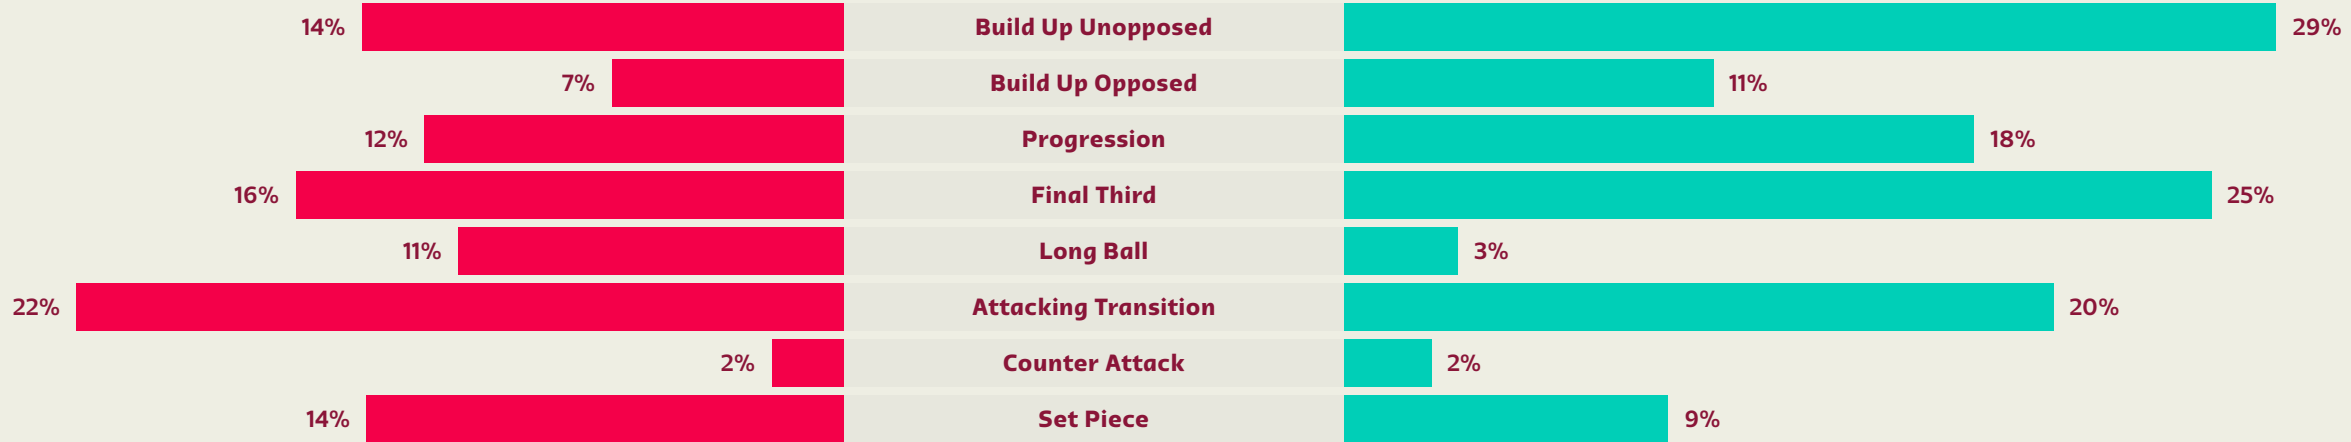 14% Build Up Unopposed 29%
7% Build Up Opposed 11%
12% Progression 18%
16% Final Third 25%
11% Long Ball 3%
22% Attacking Transition 20%
2% Counter Attack 2%
14% Set Piece 9%